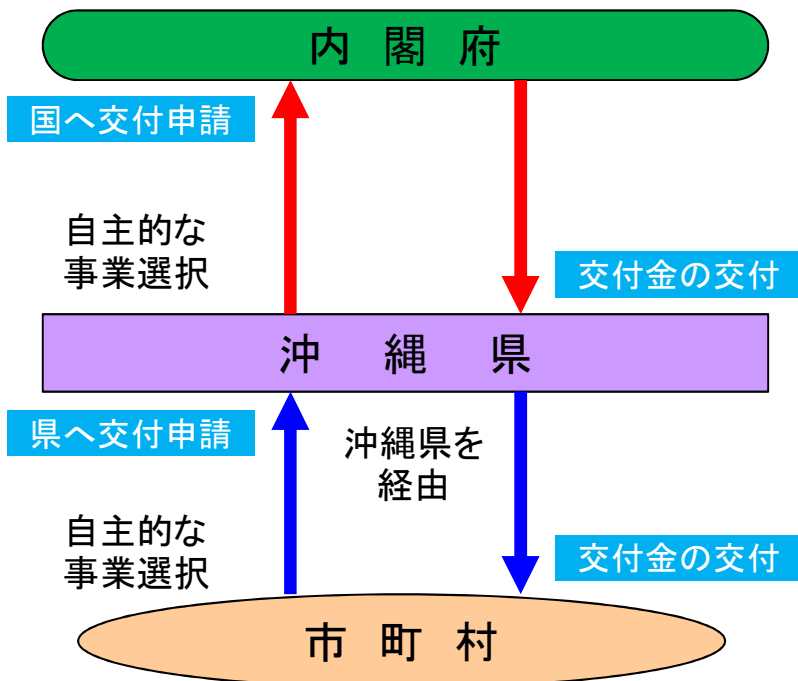 内閣府
国へ交付申請
自主的な
事業選択
交付金の交付
沖縄県
県へ交付申請
沖縄県を
経由
自主的な
事業選択
交付金の交付
市町村